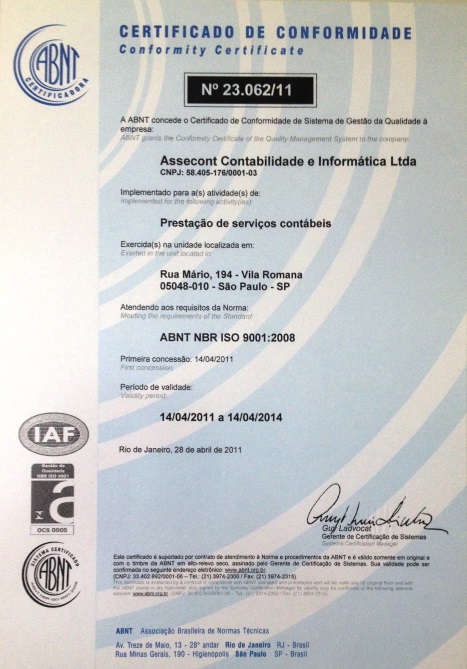 ABNT
CERTIFICADORA
CERTIFICADO DE CONFORMIDADE
Conformity Certificate
Nº 23.062/11
A ABNT concede o Certificado de Conformidade de Sistema de Gestão da Qualidade à
empresa:
ABNT grants the Conformity Certificate of the Quality Management System to the company:
Assecont Contabilidade e Informática Ltda
CNPJ: 58.405-176/0001-03
Implementado para a(s) atividade(s) de:
Implemented for the following activity(ies):
Prestação de serviços contábeis
Exercida(s) na unidade localizada em:
Exerted in the unit located in:
Rua Mário, 194 - Vila Romana
05048-010 - São Paulo - SP
Atendendo aos requisitos da Norma:
Meeting the requirements of the Standard:
ABNT NBR ISO 9001:2008
Primeira concessão: 14/04/2011
First concession:
Período de validade:
Validity period:
14/04/2011 a 14/04/2014
Rio de Janeiro, 28 de abril de 2011
IAF
Gestão da
Qualidade
NBR ISO 9001
OCS 0005
SISTEMA CERTIFICADO
ABNT
Guy Ladvocat
Gerente de Certificação de Sistemas
Systems Certification Manager
Este certificado é suportado por contrato de atendimento à Norma e procedimentos da ABNT e é válido somente em original e
com o timbre da ABNT em alto-relevo seco, assinado pelo Gerente de Certificação de Sistemas. Sua validade pode ser
confirmada no seguinte endereço eletrônico: www.abnt.org.br
(CNPJ: 33.402.892/0001-06 - Tel.: (21) 3974-2300 / Fax: (21) 3974-2315)
ABNT Associação Brasileira de Normas Técnicas
Av. Treze de Maio, 13 - 28º andar Rio de Janeiro RJ - Brasil
Rua Minas Gerais, 190 - Higienópolis São Paulo SP - Brasil